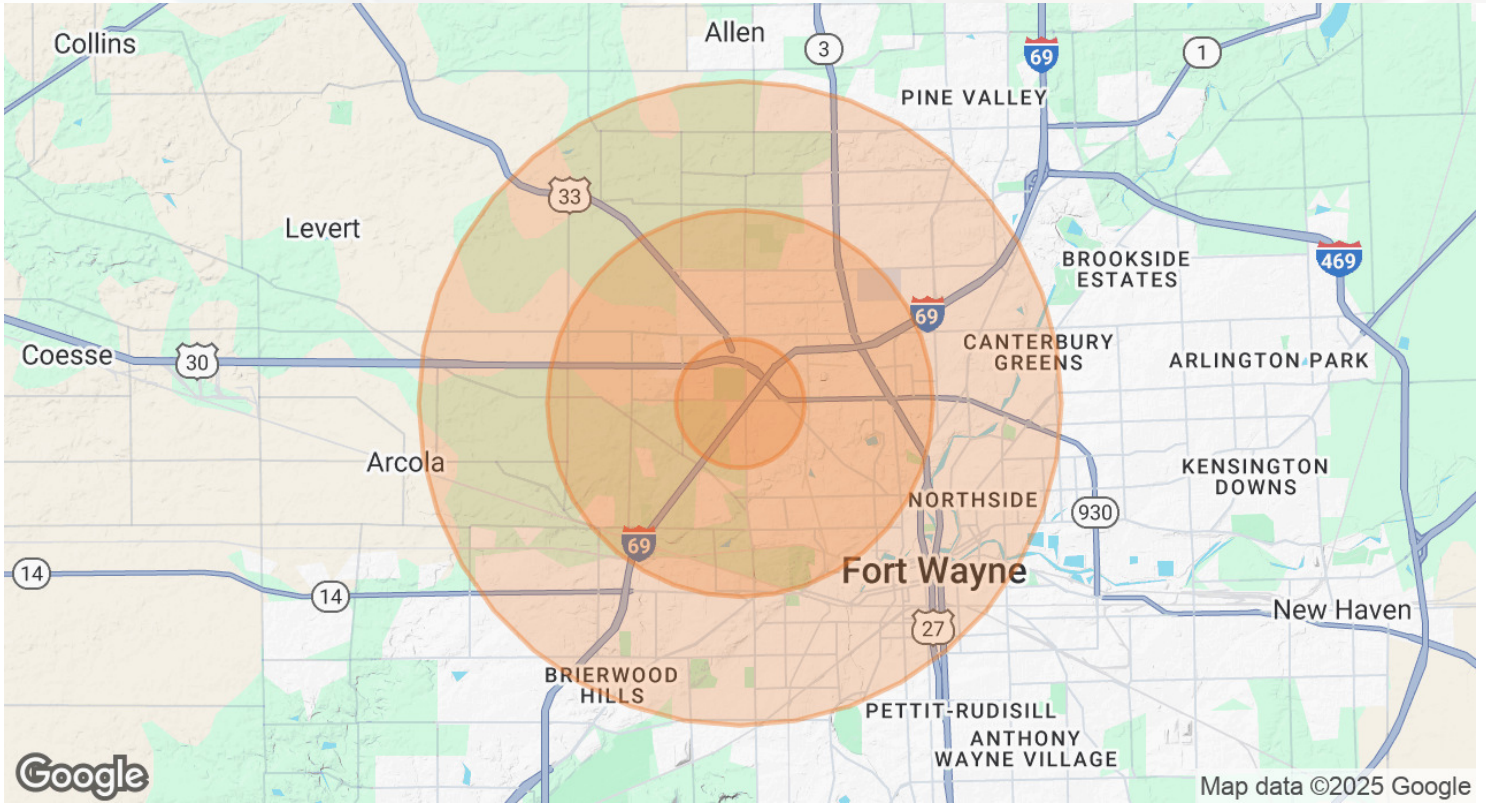 Collins
Allen
3
69
1
PINE VALLEY
33
Levert
BROOKSIDE
ESTATES
469
69
Coesse
30
CANTERBURY
GREENS
ARLINGTON PARK
Arcola
KENSINGTON
DOWNS
NORTHSIDE
930
69
Fort Wayne
14
14
New Haven
27
BRIERWOOD
HILLS
PETTIT-RUDISILL
ANTHONY
WAYNE VILLAGE
Google
Map data ©2025 Google